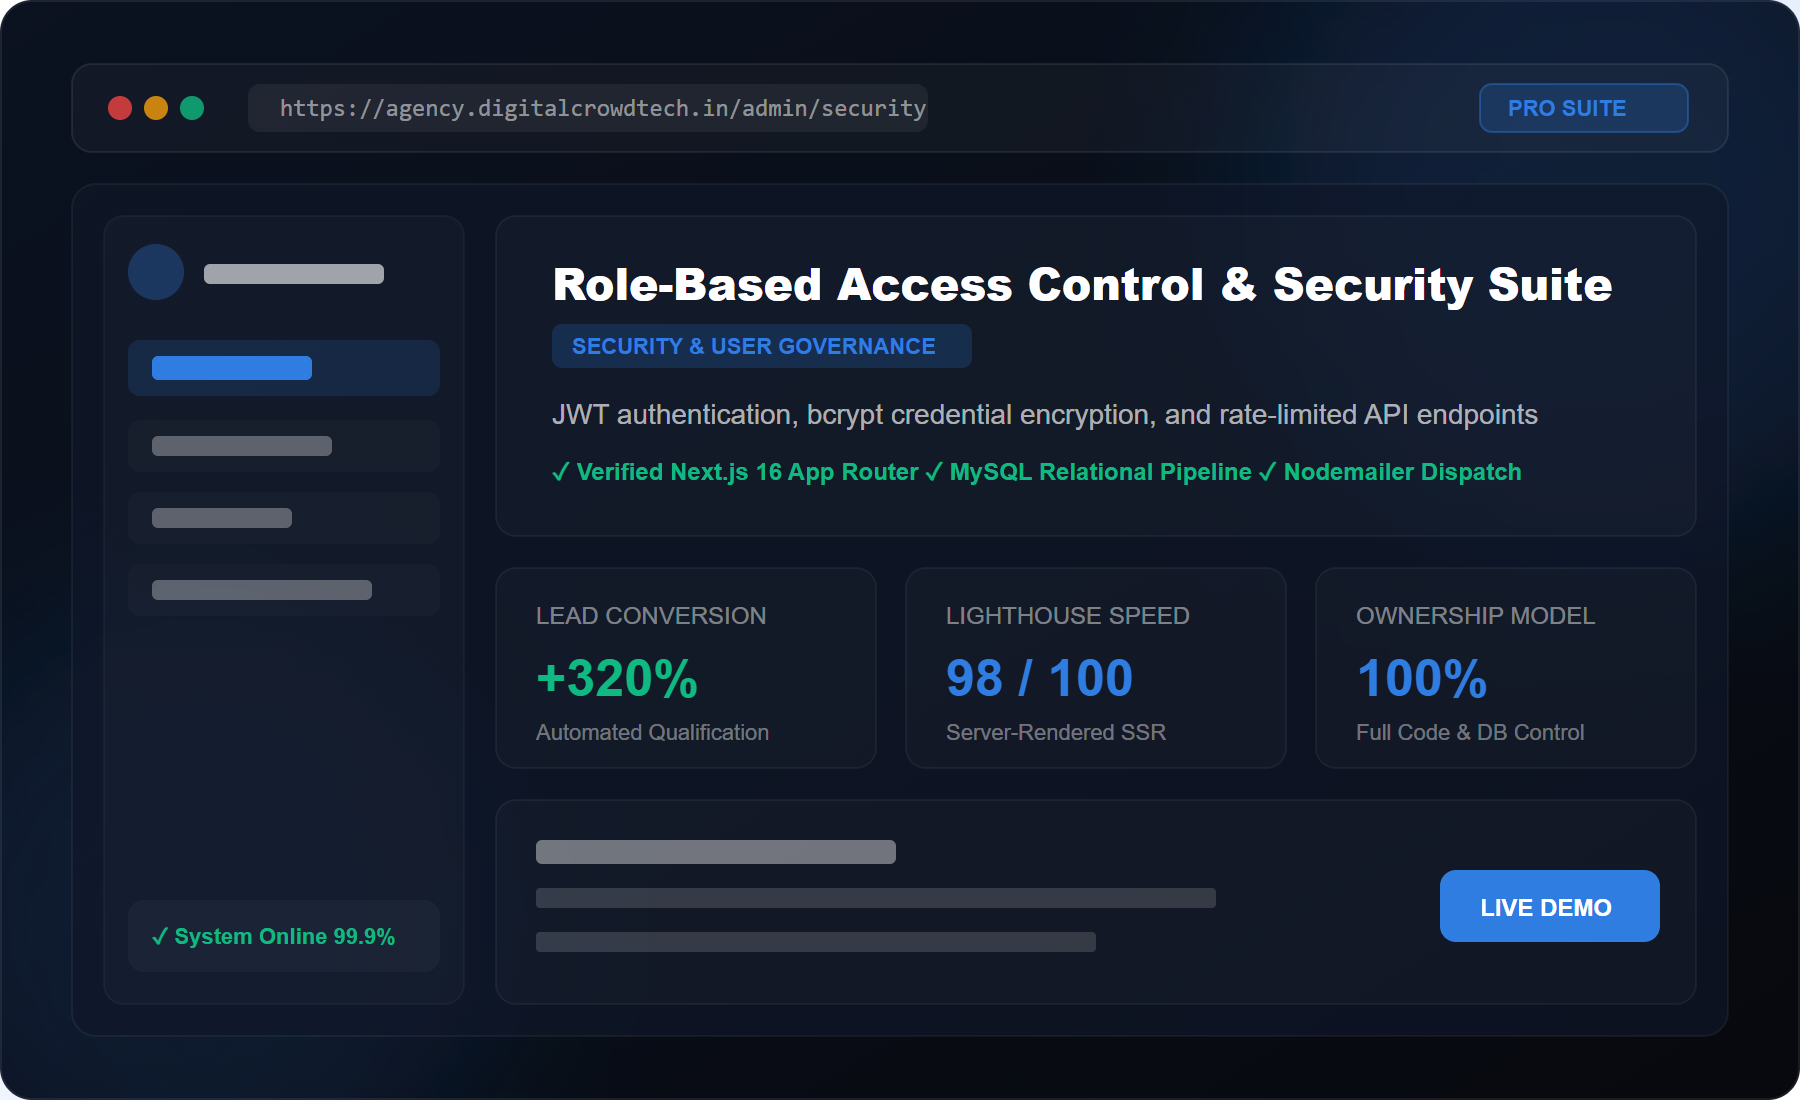 https://agency.digitalcrowdtech.in/admin/security
PRO SUITE
Role-Based Access Control & Security Suite
SECURITY & USER GOVERNANCE
JWT authentication, bcrypt credential encryption, and rate-limited API endpoints
✓ Verified Next.js 16 App Router ✓ MySQL Relational Pipeline ✓ Nodemailer Dispatch
LEAD CONVERSION
+320%
Automated Qualification
LIGHTHOUSE SPEED
98 / 100
Server-Rendered SSR
OWNERSHIP MODEL
100%
Full Code & DB Control
✓ System Online 99.9%
LIVE DEMO